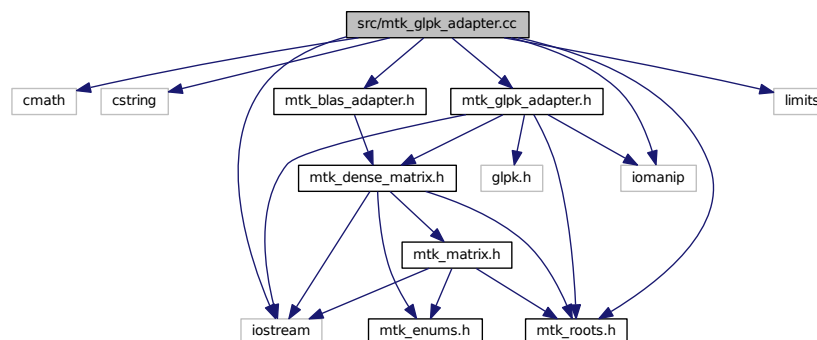 src/mtk_glpk_adapter.cc
cmath
cstring
mtk_blas_adapter.h
mtk_glpk_adapter.h
limits
mtk_dense_matrix.h
glpk.h
iomanip
mtk_matrix.h
iostream
mtk_enums.h
mtk_roots.h